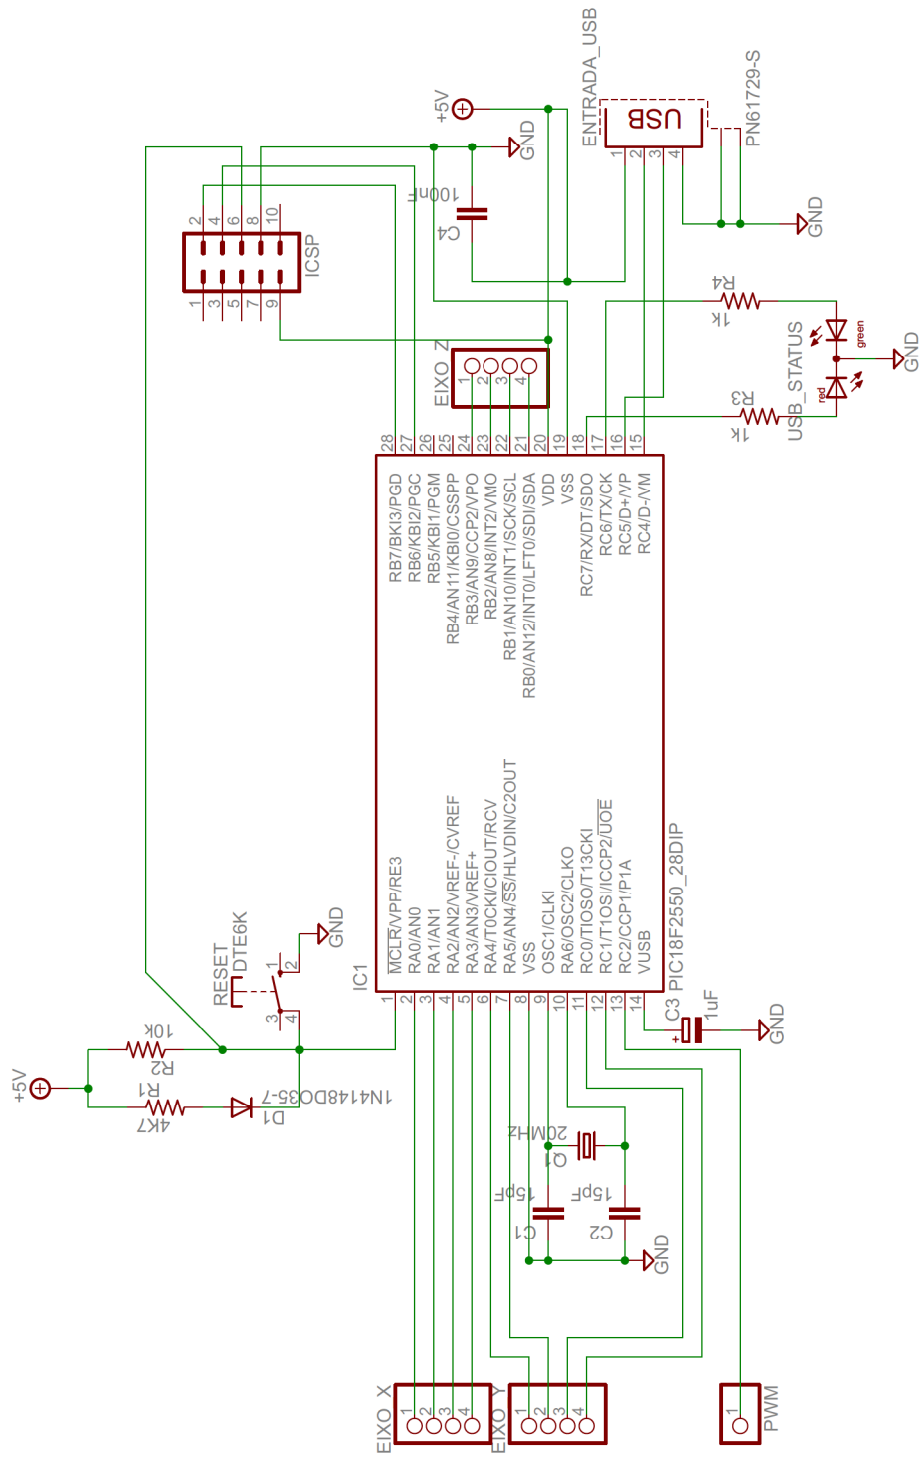 +5V
R2
10k
R1
4K7
D1
1N4148DO35-7
RESET
DTE6K
3
4
1
2
GND
2
4
6
8
10
1
3
5
7
9
ICSP
+5V
GND
C4
100nF
ENTRADA_USB
USB
PN61729-S
1
2
3
4
GND
EIXO_Z
1
2
3
4
R4
1k
R3
1k
USB_STATUS
red
green
GND
IC1
PIC18F2550_28DIP
1
2
3
4
5
6
7
8
9
10
11
12
13
14
MCLR/VPP/RE3
RA0/AN0
RA1/AN1
RA2/AN2/VREF-/CVREF
RA3/AN3/VREF+
RA4/TOCKI/CIOUT/RCV
RA5/AN4/SS/HLVDIN/C2OUT
VSS
OSC1/CLKI
RA6/OSC2/CLKO
RC0/TIOSO/T13CKI
RC1/T1OSI/ICCP2/UOE
RC2/CCP1/P1A
VUSB
RB7/BKI3/PGD
RB6/KBI2/PGC
RB5/KBI1/PGM
RB4/AN11/KBI0/CSSPP
RB3/AN9/CCP2/VPO
RB2/AN8/INT2/VMO
RB1/AN10/INT1/SCK/SCL
RB0/AN12/INT0/LFT0/SDI/SDA
VDD
VSS
RC7/RX/DT/SDO
RC6/TX/CK
RC5/D+/VP
RC4/D-/VM
28
27
26
25
24
23
22
21
20
19
18
17
16
15
C3
+
1uF
GND
Q1
20MHz
C1
15pF
C2
15pF
GND
EIXO_X
1
2
3
4
EIXO_Y
1
2
3
4
PWM
1